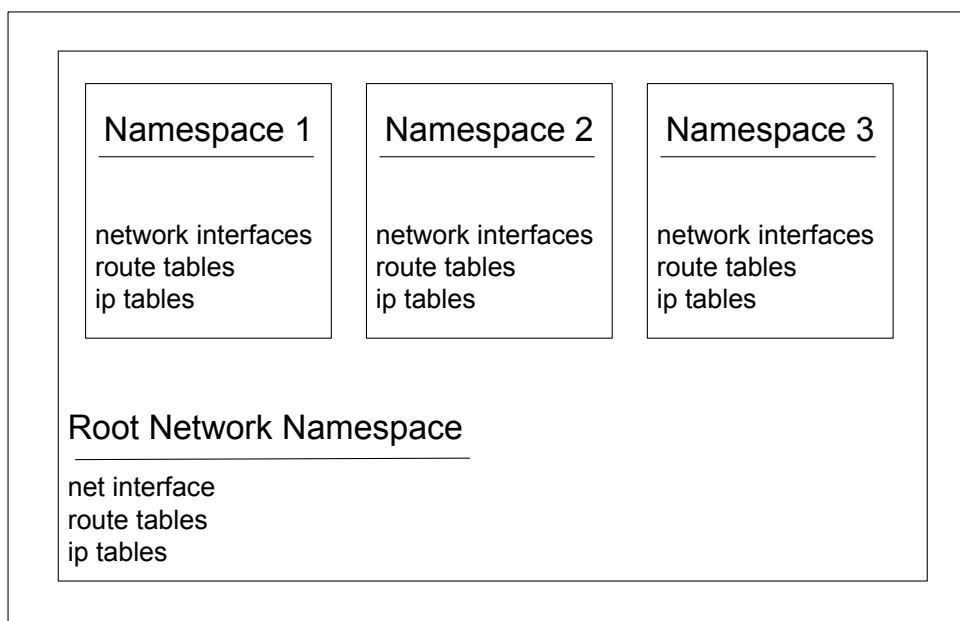 Namespace 1
network interfaces
route tables
ip tables
Namespace 2
network interfaces
route tables
ip tables
Namespace 3
network interfaces
route tables
ip tables
Root Network Namespace
net interface
route tables
ip tables